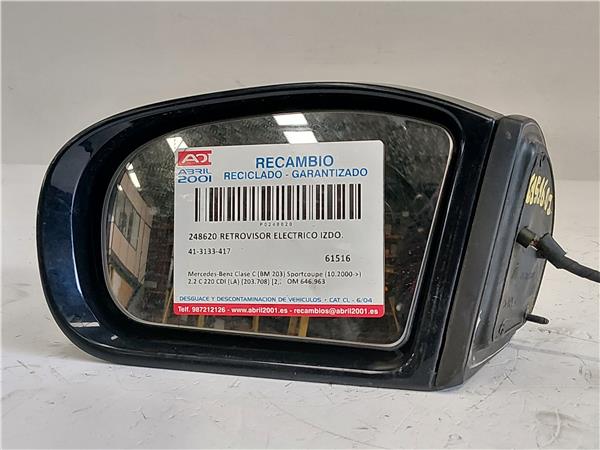 ADI
ABRIL
2001
RECAMBIO
RECICLADO - GARANTIZADO
P0248620
248620 RETROVISOR ELECTRICO IZDO.
41-3133-417
61516
Mercedes-Benz Clase C (BM 203) Sportcoupe (10.2000->)
2.2 C 220 CDI (LA) [203.708] [2,: OM 646.963
DESGUACE Y DESCONTAMINACION DE VEHICULOS • CAT. CL - 6/04
Telf. 987212126 - www.abril2001.es - recambios@abril2001.es